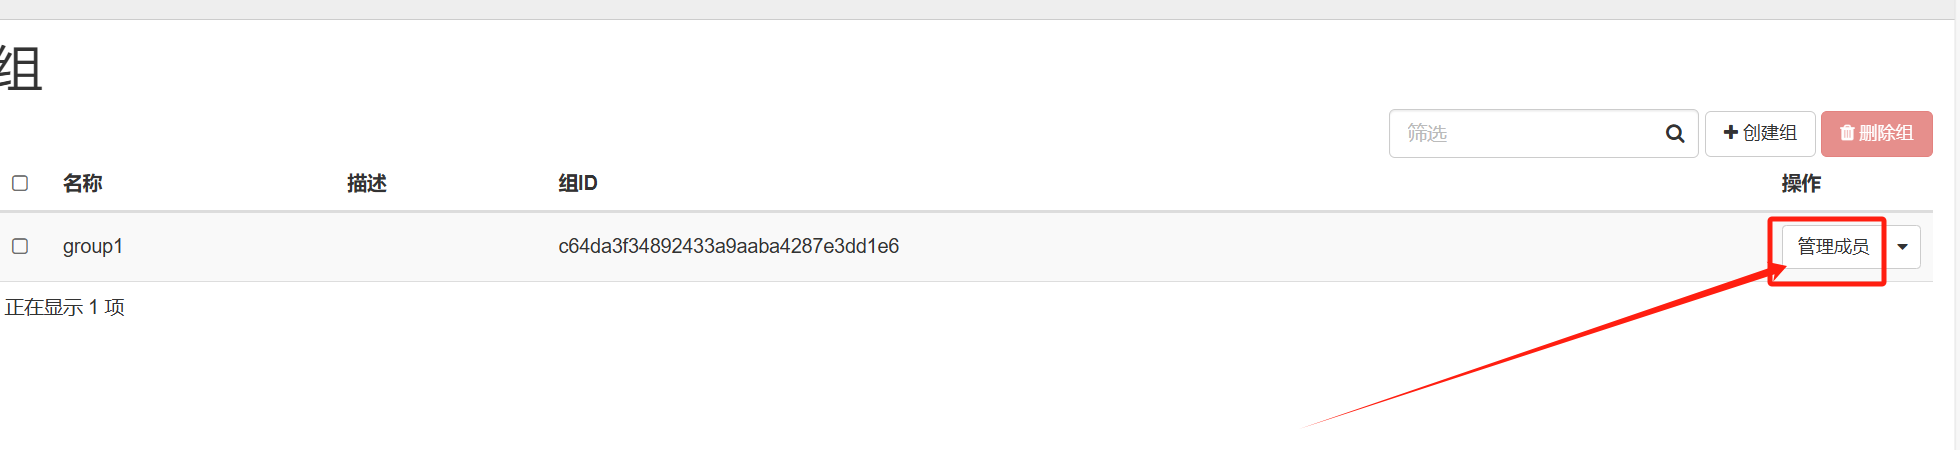 组
筛选 创建组 删除组
名称 描述 组ID 操作
group1 c64da3f34892433a9aaba4287e3dd1e6 管理成员
正在显示 1 项